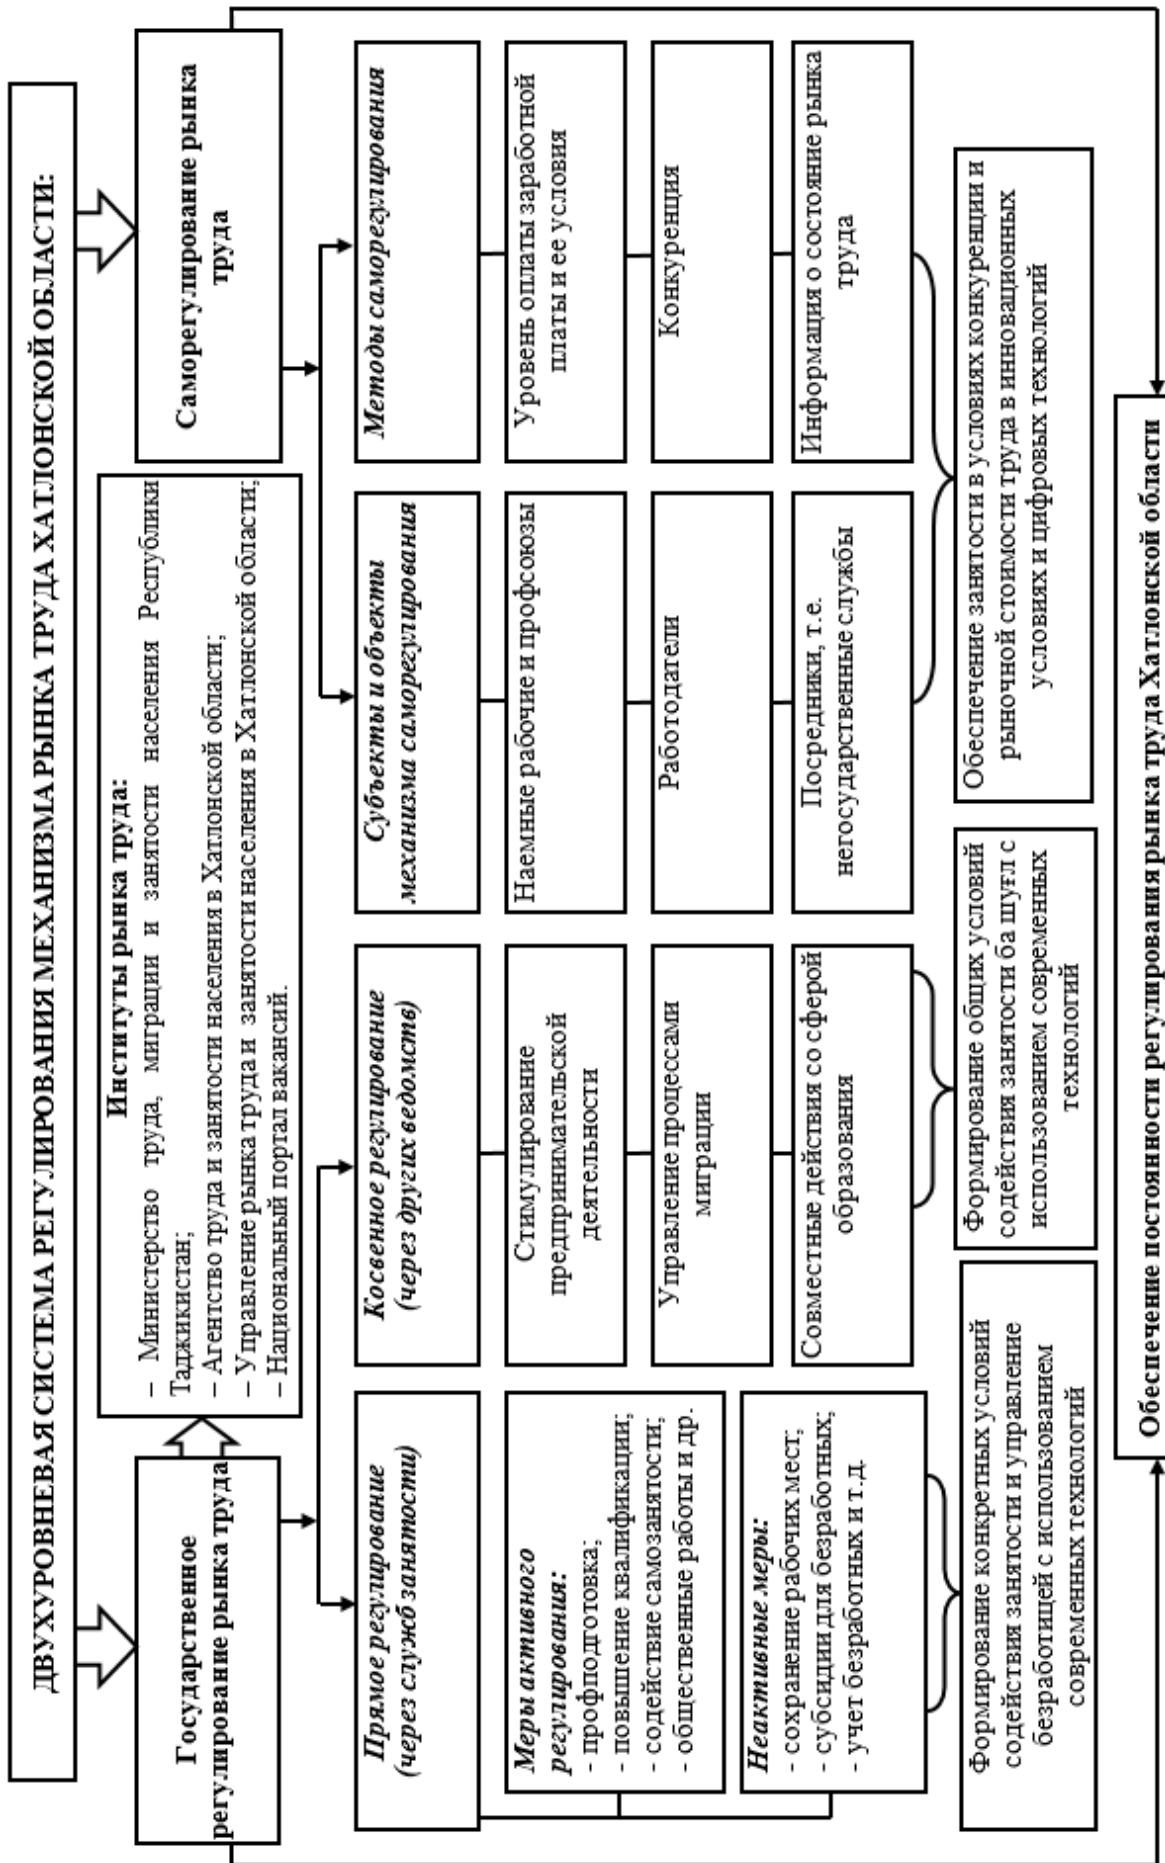 ДВУХУРОВНЕВАЯ СИСТЕМА РЕГУЛИРОВАНИЯ МЕХАНИЗМА РЫНКА ТРУДА ХАТЛОНСКОЙ ОБЛАСТИ:
Государственное
регулирование рынка труда
Институты рынка труда:
– Министерство труда, миграции и занятости населения Республики
Таджикистан;
– Агентство труда и занятости населения в Хатлонской области;
– Управление рынка труда и занятости населения в Хатлонской области;
– Национальный портал вакансий.
Саморегулирование рынка
труда
Прямое регулирование
(через служб занятости)
Косвенное регулирование
(через других ведомств)
Субъекты и объекты
механизма саморегулирования
Методы саморегулирования
Меры активного
регулирования:
- профподготовка;
- повышение квалификации;
- содействие самозанятости;
- общественные работы и др.
Неактивные меры:
- сохранение рабочих мест;
- субсидии для безработных;
- учет безработных и т.д.
Стимулирование
предпринимательской
деятельности
Управление процессами
миграции
Совместные действия со сферой
образования
Наемные рабочие и профсоюзы
Работодатели
Посредники, т.е.
негосударственные службы
Уровень оплаты заработной
платы и ее условия
Конкуренция
Информация о состояние рынка
труда
Формирование конкретных условий
содействия занятости и управление
безработицей с использованием
современных технологий
Формирование общих условий
содействия занятости ба шуғл с
использованием современных
технологий
Обеспечение занятости в условиях конкуренции и
рыночной стоимости труда в инновационных
условиях и цифровых технологий
Обеспечение постоянности регулирования рынка труда Хатлонской области